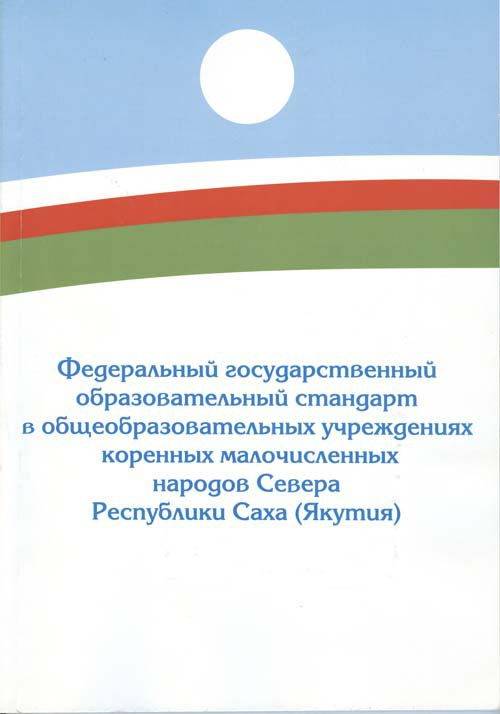 Федеральный государственный
образовательный стандарт
в общеобразовательных учреждениях
коренных малочисленных
народов Севера
Республики Саха (Якутия)